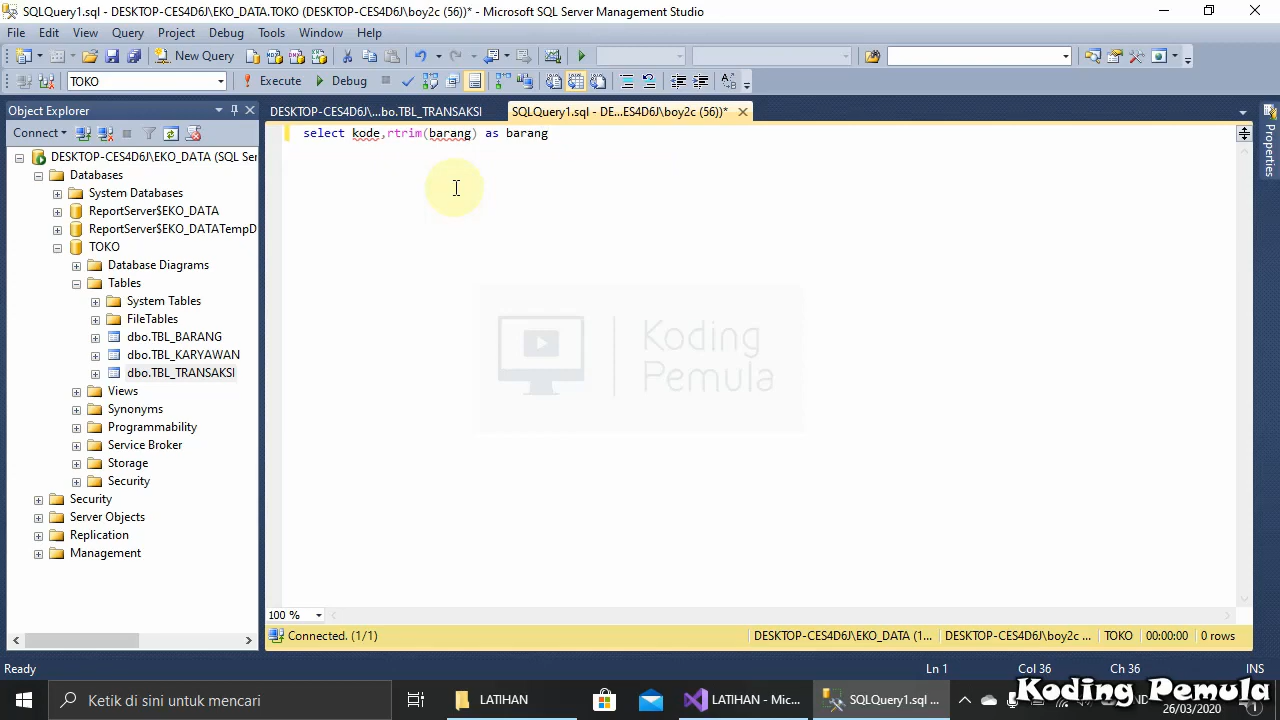 SQLQuery1.sql - DESKTOP-CES4D6J\EKO_DATA.TOKO (DESKTOP-CES4D6J\boy2c (56))* - Microsoft SQL Server Management Studio
File Edit View Query Project Debug Tools Window Help
New Query
TOKO Execute Debug
Object Explorer
DESKTOP-CES4D6J\...bo.TBL_TRANSAKSI SQLQuery1.sql - DE...ES4D6J\boy2c (56))*
Connect
select kode,rtrim(barang) as barang
DESKTOP-CES4D6J\EKO_DATA (SQL Ser
Databases
System Databases
ReportServer$EKO_DATA
ReportServer$EKO_DATATempD
TOKO
Database Diagrams
Tables
System Tables
FileTables
dbo.TBL_BARANG
dbo.TBL_KARYAWAN
dbo.TBL_TRANSAKSI
Views
Synonyms
Programmability
Service Broker
Storage
Security
Security
Server Objects
Replication
Management
Properties
Koding
Pemula
100 %
Connected. (1/1) DESKTOP-CES4D6J\EKO_DATA (1... DESKTOP-CES4D6J\boy2c ... TOKO 00:00:00 0 rows
Ready Ln 1 Col 36 Ch 36 INS
Ketik di sini untuk mencari LATIHAN LATIHAN - Mic... SQLQuery1.sql ...
Koding Pemula
26/03/2020